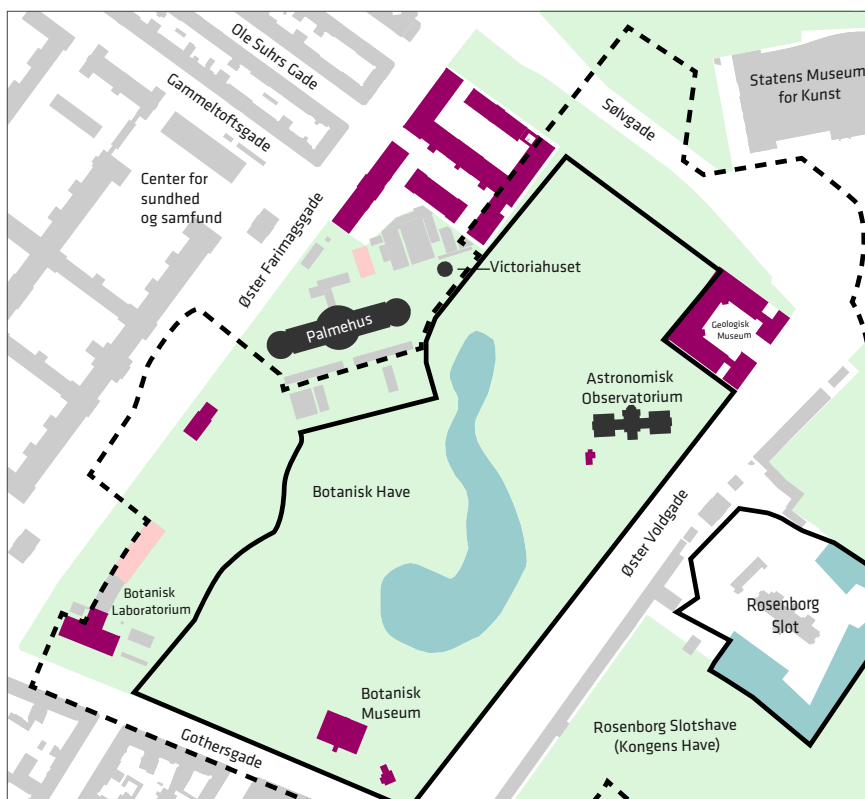 Ole Suhrs Gade
Gammeltoftsgade
Statens Museum
for Kunst
Sølvgade
Center for
sundhed
og samfund
Øster Farimagsgade
Victoriahuset
Palmehus
Geologisk
Museum
Astronomisk
Observatorium
Botanisk Have
Øster Voldgade
Botanisk
Laboratorium
Rosenborg
Slot
Botanisk
Museum
Rosenborg Slotshave
(Kongens Have)
Gothersgade